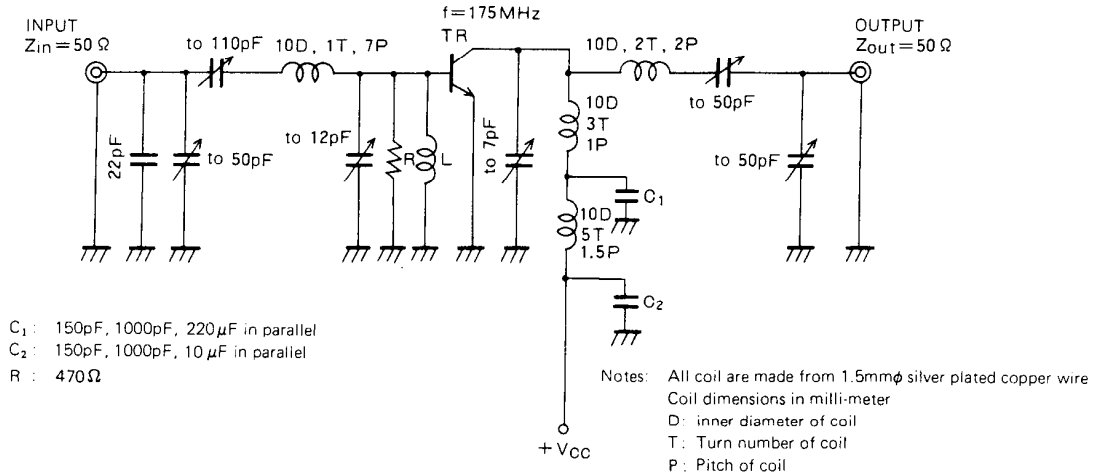 f=175MHz
INPUT
Zin=50Ω
to 110pF
10D, 1T, 7P
TR
10D, 2T, 2P
OUTPUT
Zout=50Ω
to 50pF
22pF
to 50pF
to 12pF
R
L
to 7pF
10D
3T
1P
to 50pF
C₁
10D
5T
1.5P
C₂
C₁: 150pF, 1000pF, 220μF in parallel
C₂: 150pF, 1000pF, 10μF in parallel
R : 470Ω
+VCC
Notes: All coil are made from 1.5mmφ silver plated copper wire
Coil dimensions in milli-meter
D: inner diameter of coil
T: Turn number of coil
P: Pitch of coil